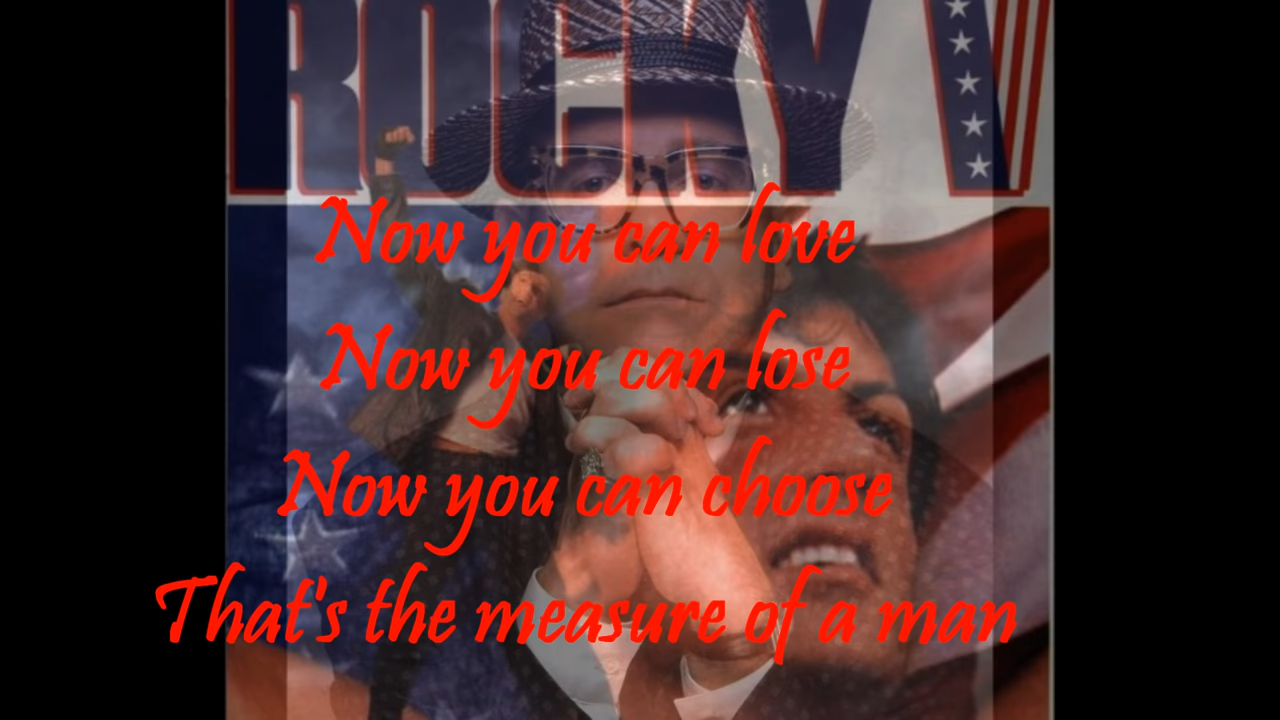 ROCKY V
Now you can love
Now you can lose
Now you can choose
That's the measure of a man